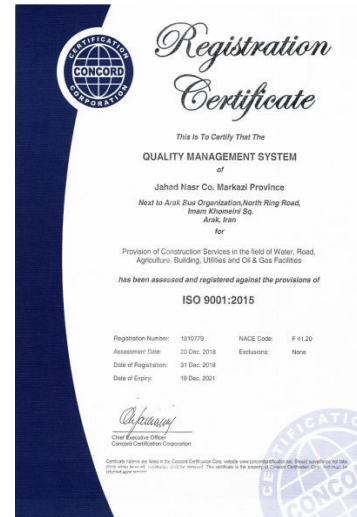 CERTIFICATION
CONCORD
CORPORATION
Registration
Certificate
This Is To Certify That The
QUALITY MANAGEMENT SYSTEM
of
Jahad Nasr Co. Markazi Province
Next to Arak Bus Organization,North Ring Road,
Imam Khomeini Sq.
Arak, Iran
for
Provision of Construction Services in the field of Water, Road,
Agriculture, Building, Utilities and Oil & Gas Facilities
has been assessed and registered against the provisions of
ISO 9001:2015
Registration Number: 1810779 NACE Code: F 41.20
Assessment Date: 20 Dec. 2018 Exclusions: None
Date of Registration: 31 Dec. 2018
Date of Expiry: 19 Dec. 2021
Chief Executive Officer
Concord Certification Corporation